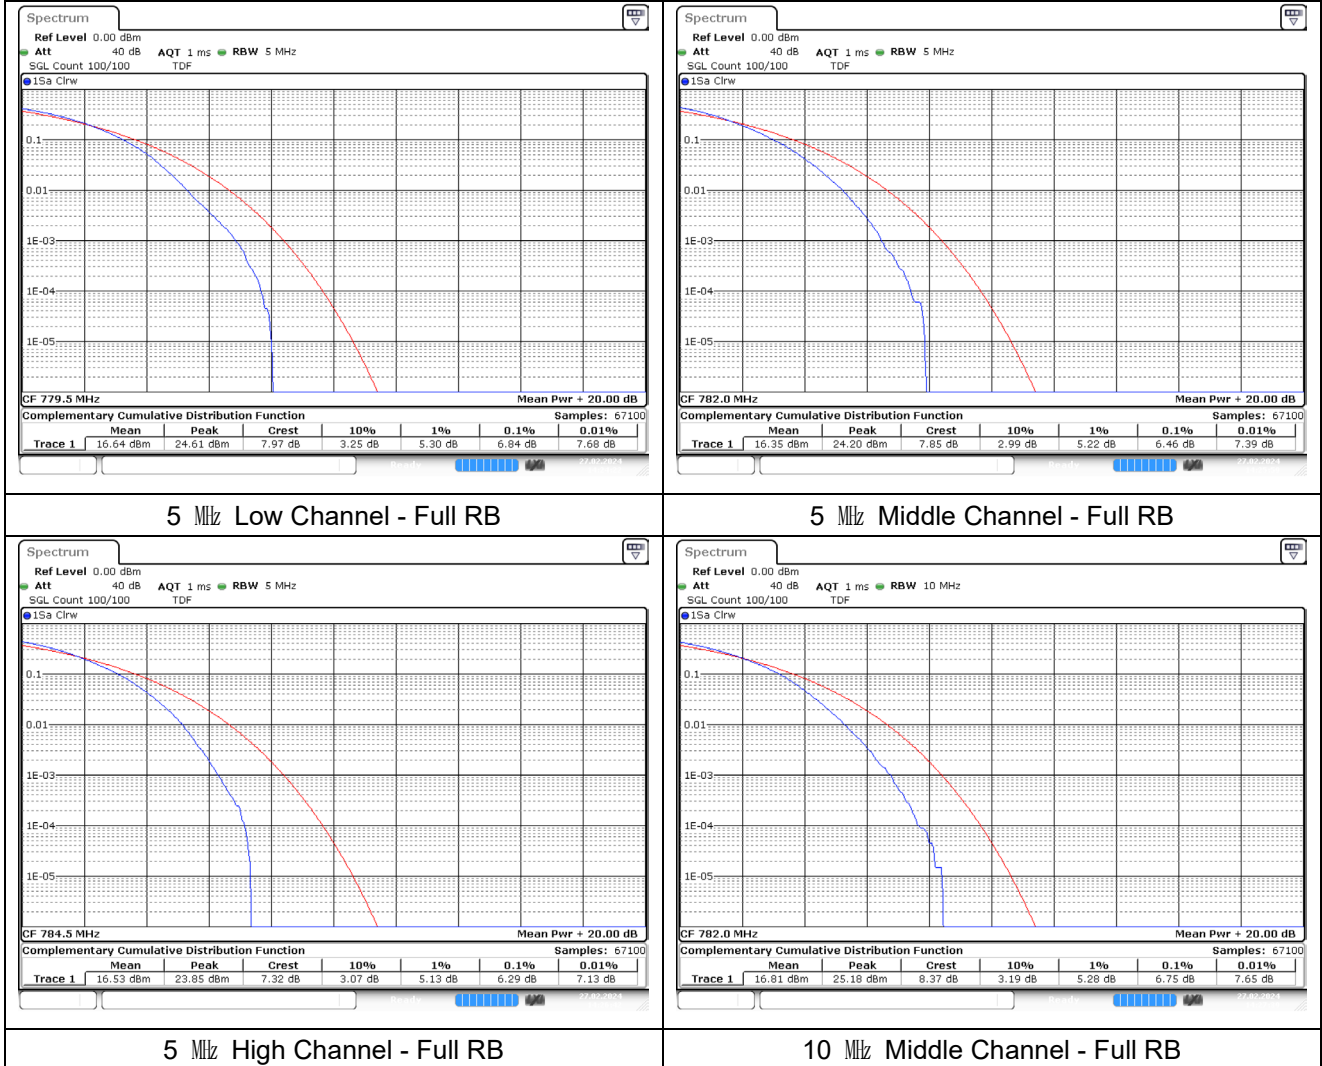 Spectrum
Ref Level 0.00 dBm
Att 40 dB AQT 1 ms RBW 5 MHz
SGL Count 100/100 TDF
1Sa Clrw
0.1
0.01
1E-03
1E-04
1E-05
CF 779.5 MHz Mean Pwr + 20.00 dB
Complementary Cumulative Distribution Function Samples: 67100
Mean Peak Crest 10% 1% 0.1% 0.01%
Trace 1 16.64 dBm 24.61 dBm 7.97 dB 3.25 dB 5.30 dB 6.84 dB 7.68 dB
27.02.2024
5 ㎒ Low Channel - Full RB
Spectrum
Ref Level 0.00 dBm
Att 40 dB AQT 1 ms RBW 5 MHz
SGL Count 100/100 TDF
1Sa Clrw
0.1
0.01
1E-03
1E-04
1E-05
CF 782.0 MHz Mean Pwr + 20.00 dB
Complementary Cumulative Distribution Function Samples: 67100
Mean Peak Crest 10% 1% 0.1% 0.01%
Trace 1 16.35 dBm 24.20 dBm 7.85 dB 2.99 dB 5.22 dB 6.46 dB 7.39 dB
27.02.2024
5 ㎒ Middle Channel - Full RB
Spectrum
Ref Level 0.00 dBm
Att 40 dB AQT 1 ms RBW 5 MHz
SGL Count 100/100 TDF
1Sa Clrw
0.1
0.01
1E-03
1E-04
1E-05
CF 784.5 MHz Mean Pwr + 20.00 dB
Complementary Cumulative Distribution Function Samples: 67100
Mean Peak Crest 10% 1% 0.1% 0.01%
Trace 1 16.53 dBm 23.85 dBm 7.32 dB 3.07 dB 5.13 dB 6.29 dB 7.13 dB
27.02.2024
5 ㎒ High Channel - Full RB
Spectrum
Ref Level 0.00 dBm
Att 40 dB AQT 1 ms RBW 10 MHz
SGL Count 100/100 TDF
1Sa Clrw
0.1
0.01
1E-03
1E-04
1E-05
CF 782.0 MHz Mean Pwr + 20.00 dB
Complementary Cumulative Distribution Function Samples: 67100
Mean Peak Crest 10% 1% 0.1% 0.01%
Trace 1 16.81 dBm 25.18 dBm 8.37 dB 3.19 dB 5.28 dB 6.75 dB 7.65 dB
27.02.2024
10 ㎒ Middle Channel - Full RB